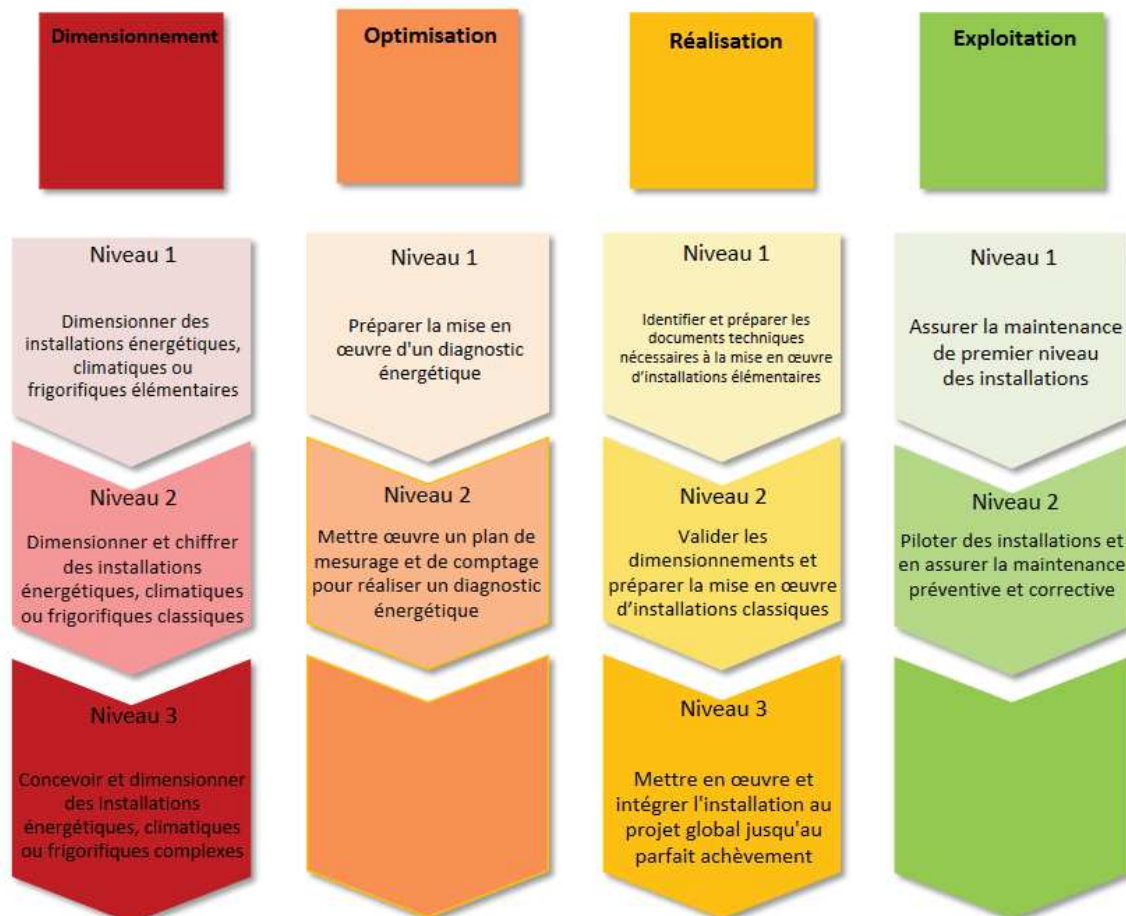 Dimensionnement
Optimisation
Réalisation
Exploitation
Niveau 1
Dimensionner des
installations énergétiques,
climatiques ou
frigorifiques élémentaires
Niveau 2
Dimensionner et chiffrer
des installations
énergétiques, climatiques
ou frigorifiques classiques
Niveau 3
Concevoir et dimensionner
des installations
énergétiques, climatiques
ou frigorifiques complexes
Niveau 1
Préparer la mise en
œuvre d'un diagnostic
énergétique
Niveau 2
Mettre œuvre un plan de
mesurage et de comptage
pour réaliser un diagnostic
énergétique
Niveau 1
Identifier et préparer les
documents techniques
nécessaires à la mise en œuvre
d’installations élémentaires
Niveau 2
Valider les
dimensionnements et
préparer la mise en œuvre
d’installations classiques
Niveau 3
Mettre en œuvre et
intégrer l'installation au
projet global jusqu'au
parfait achèvement
Niveau 1
Assurer la maintenance
de premier niveau
des installations
Niveau 2
Piloter des installations et
en assurer la maintenance
préventive et corrective